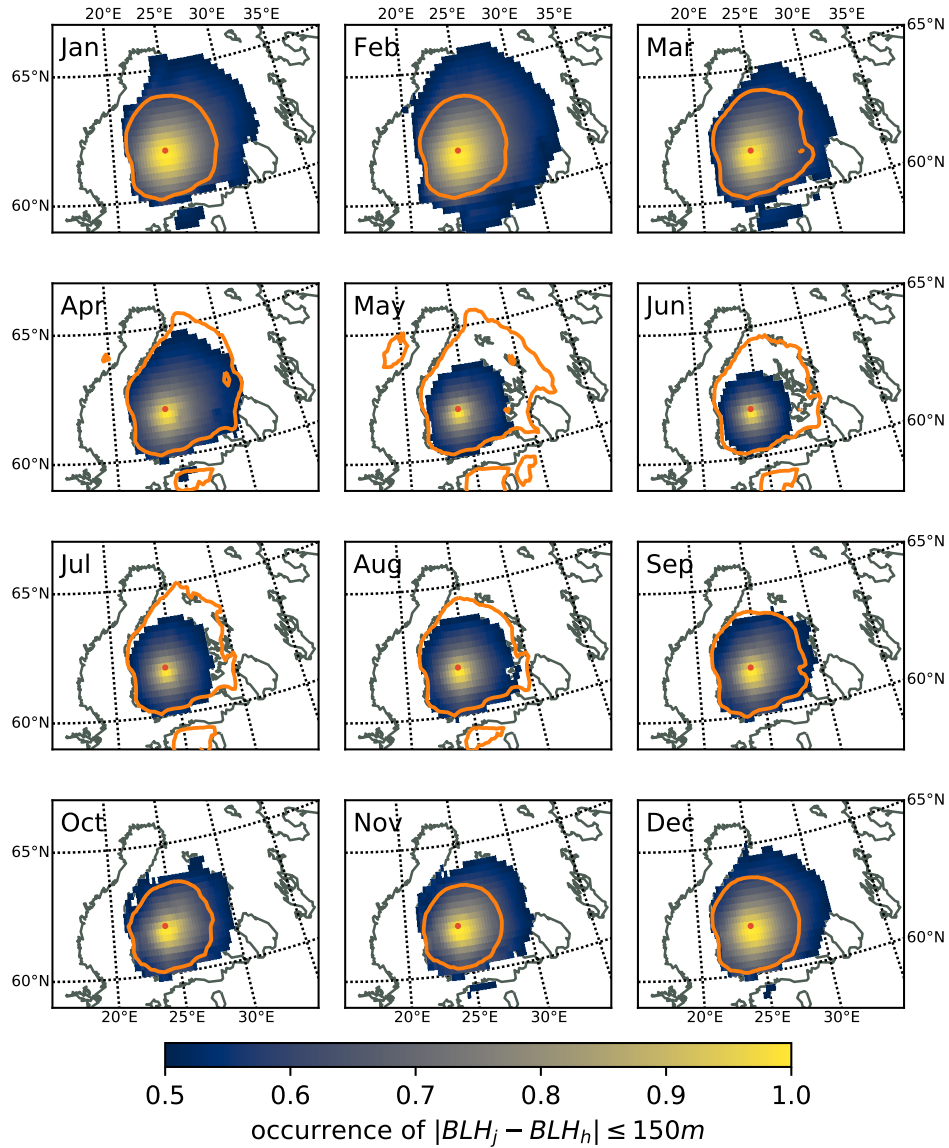 20°E 25°E 30°E 35°E 20°E 25°E 30°E 35°E 20°E 25°E 30°E 35°E
65°N Jan Feb Mar 65°N
60°N 60°N
Apr May Jun 65°N
65°N
60°N 60°N
Jul Aug Sep 65°N
65°N
60°N 60°N
Oct Nov Dec 65°N
65°N
60°N 60°N
20°E 25°E 30°E 20°E 25°E 30°E 20°E 25°E 30°E
0.5 0.6 0.7 0.8 0.9 1.0
occurrence of |BLH_j − BLH_h| ≤ 150m